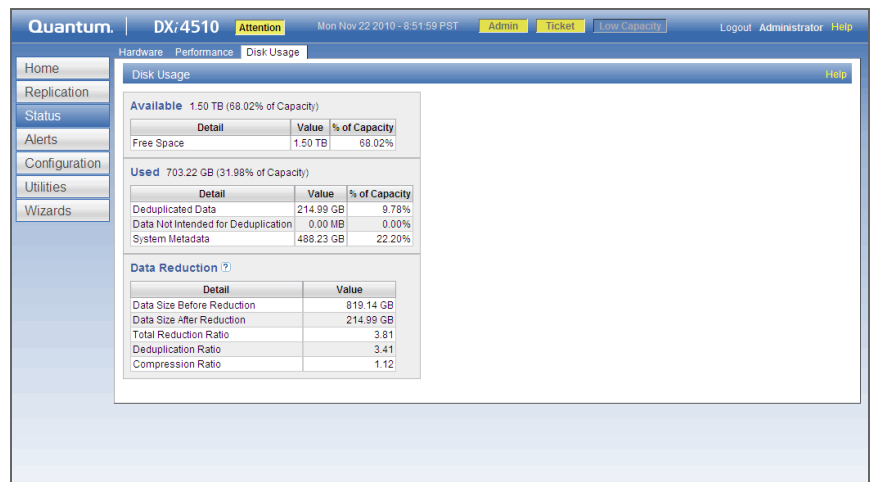 Quantum. DXi4510 Attention Mon Nov 22 2010 - 8:51:59 PST Admin Ticket Low Capacity Logout Administrator Help
Hardware Performance Disk Usage
Home
Replication
Status
Alerts
Configuration
Utilities
Wizards
Disk Usage Help
Available 1.50 TB (68.02% of Capacity)
Detail Value % of Capacity
Free Space 1.50 TB 68.02%
Used 703.22 GB (31.98% of Capacity)
Detail Value % of Capacity
Deduplicated Data 214.99 GB 9.78%
Data Not Intended for Deduplication 0.00 MB 0.00%
System Metadata 488.23 GB 22.20%
Data Reduction ?
Detail Value
Data Size Before Reduction 819.14 GB
Data Size After Reduction 214.99 GB
Total Reduction Ratio 3.81
Deduplication Ratio 3.41
Compression Ratio 1.12